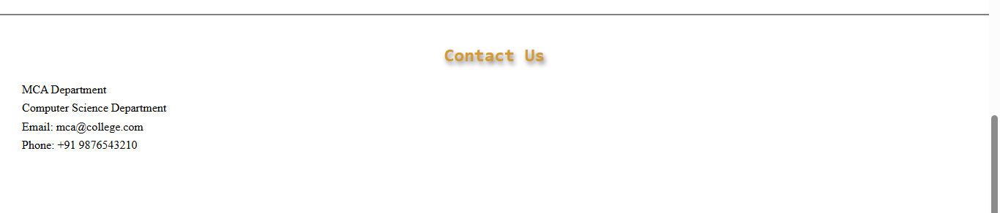 Contact Us
MCA Department
Computer Science Department
Email: mca@college.com
Phone: +91 9876543210